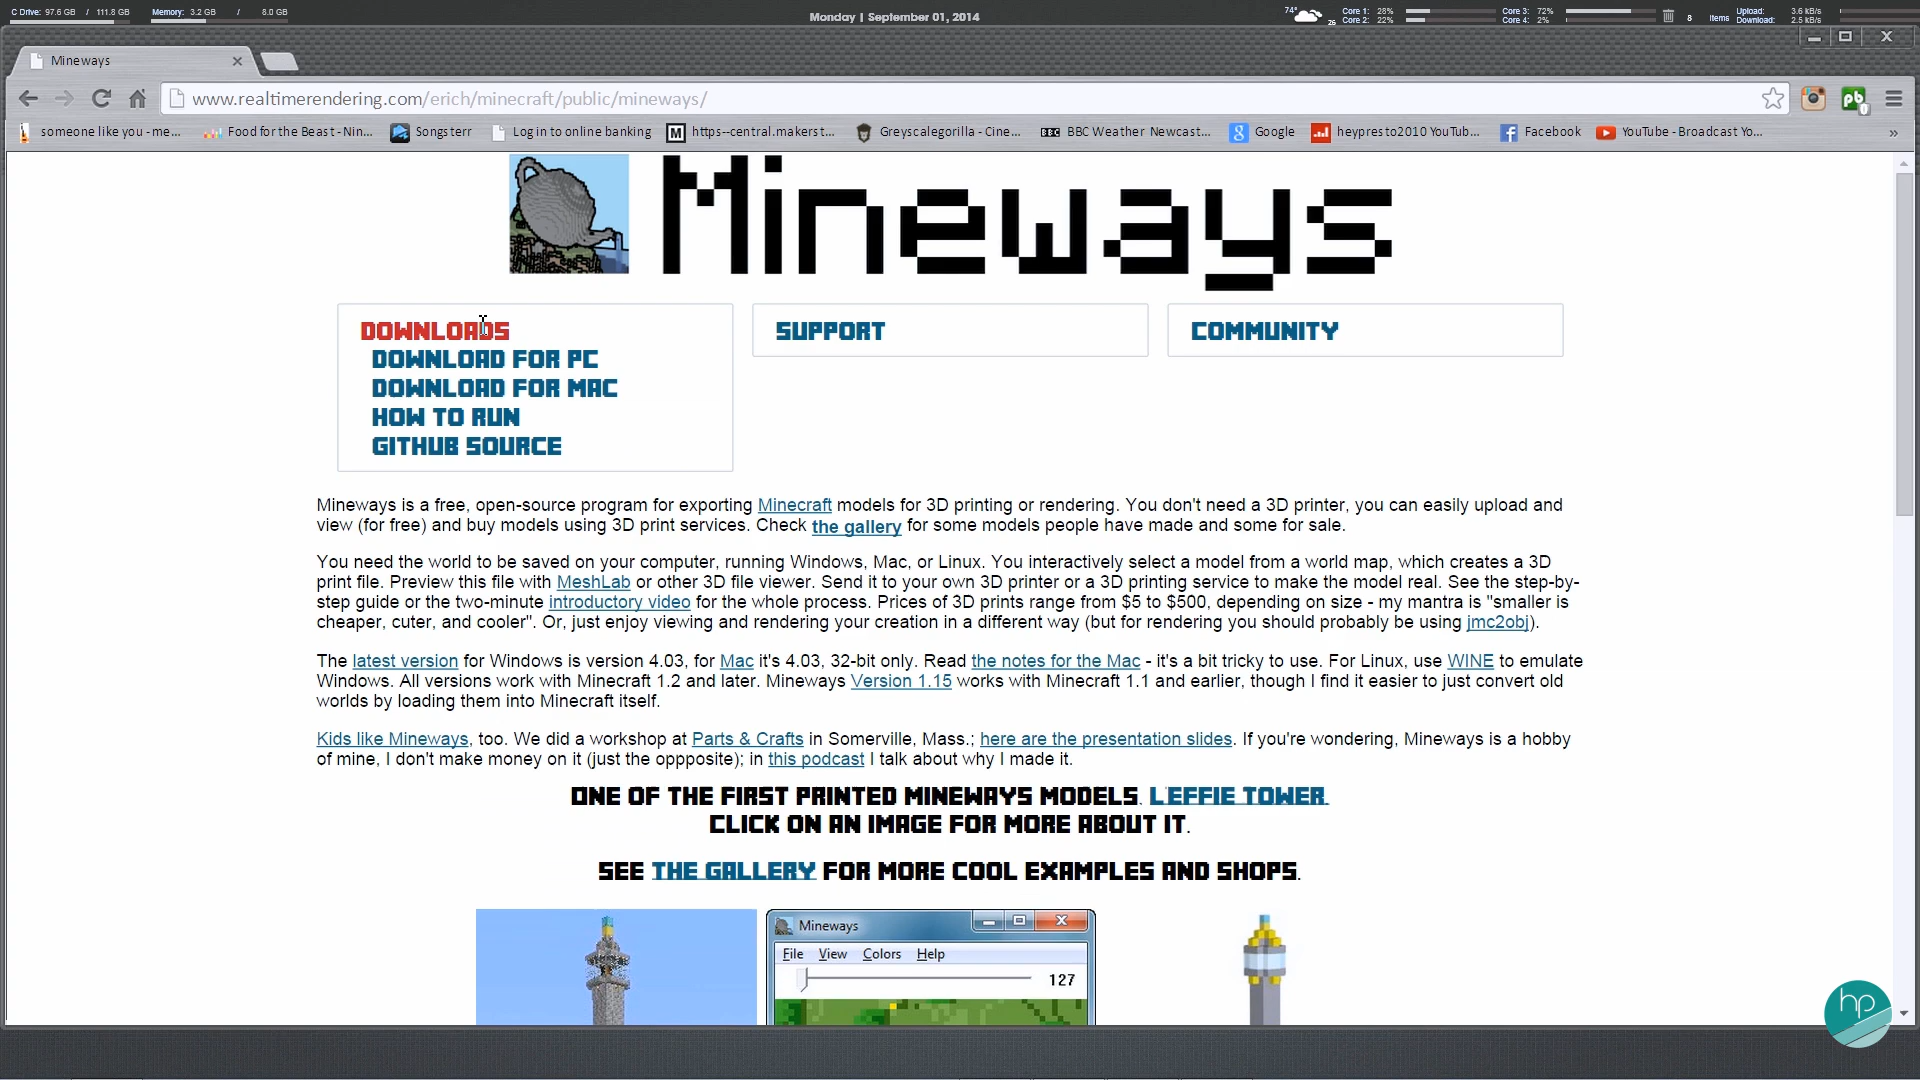 C Drive: 97.6 GB / 111.8 GB Memory: 3.2 GB / 8.0 GB
Monday | September 01, 2014
74° 26 Core 1: 28% Core 3: 72% 8 Items Upload: 3.6 kB/s
Core 2: 22% Core 4: 2% Download: 2.5 kB/s
Mineways
www.realtimerendering.com/erich/minecraft/public/mineways/
pb 0
someone like you - me... Food for the Beast - Nin... Songsterr Log in to online banking M https--central.makerst... Greyscalegorilla - Cine... BBC BBC Weather Newcast... Google heypresto2010 YouTub... Facebook YouTube - Broadcast Yo... »
Mineways
DOWNLOADS
DOWNLOAD FOR PC
DOWNLOAD FOR MAC
HOW TO RUN
GITHUB SOURCE
SUPPORT
COMMUNITY
Mineways is a free, open-source program for exporting Minecraft models for 3D printing or rendering. You don't need a 3D printer, you can easily upload and
view (for free) and buy models using 3D print services. Check the gallery for some models people have made and some for sale.
You need the world to be saved on your computer, running Windows, Mac, or Linux. You interactively select a model from a world map, which creates a 3D
print file. Preview this file with MeshLab or other 3D file viewer. Send it to your own 3D printer or a 3D printing service to make the model real. See the step-by-
step guide or the two-minute introductory video for the whole process. Prices of 3D prints range from $5 to $500, depending on size - my mantra is "smaller is
cheaper, cuter, and cooler". Or, just enjoy viewing and rendering your creation in a different way (but for rendering you should probably be using jmc2obj).
The latest version for Windows is version 4.03, for Mac it's 4.03, 32-bit only. Read the notes for the Mac - it's a bit tricky to use. For Linux, use WINE to emulate
Windows. All versions work with Minecraft 1.2 and later. Mineways Version 1.15 works with Minecraft 1.1 and earlier, though I find it easier to just convert old
worlds by loading them into Minecraft itself.
Kids like Mineways, too. We did a workshop at Parts & Crafts in Somerville, Mass.; here are the presentation slides. If you're wondering, Mineways is a hobby
of mine, I don't make money on it (just the oppposite); in this podcast I talk about why I made it.
ONE OF THE FIRST PRINTED MINEWAYS MODELS, L'EFFIE TOWER.
CLICK ON AN IMAGE FOR MORE ABOUT IT.
SEE THE GALLERY FOR MORE COOL EXAMPLES AND SHOPS.
Mineways
File View Colors Help
127
hp